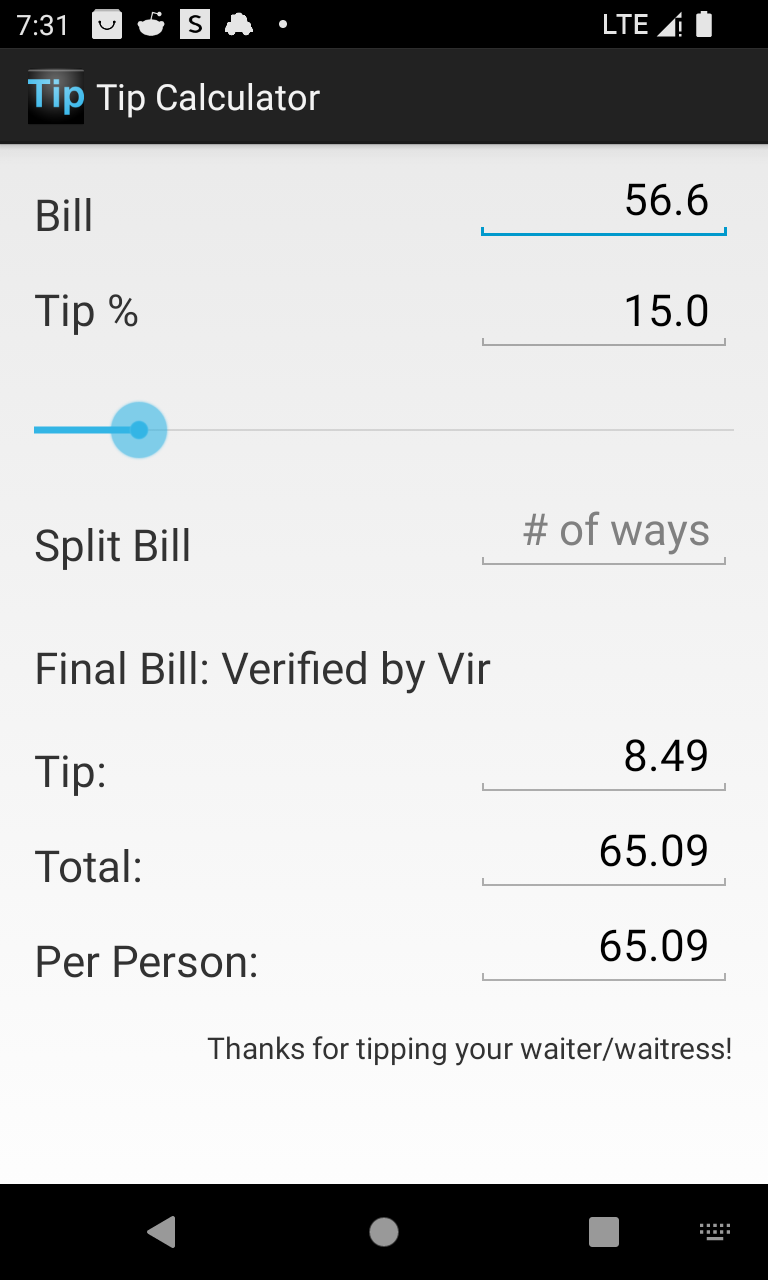 7:31 S LTE
Tip Tip Calculator
Bill 56.6
Tip % 15.0
Split Bill # of ways
Final Bill: Verified by Vir
Tip: 8.49
Total: 65.09
Per Person: 65.09
Thanks for tipping your waiter/waitress!